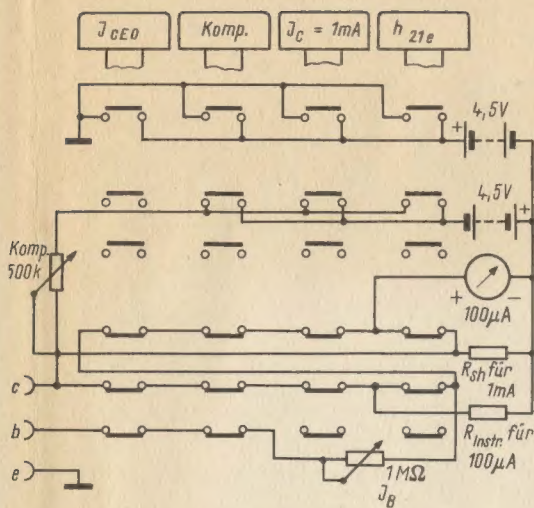 J CEO
Komp.
J C = 1mA
h 21e
4,5V
+
4,5V
+
Komp.
500k
+
−
100µA
R Sh für
1mA
c
R Instr. für
100µA
b
1MΩ
J B
e